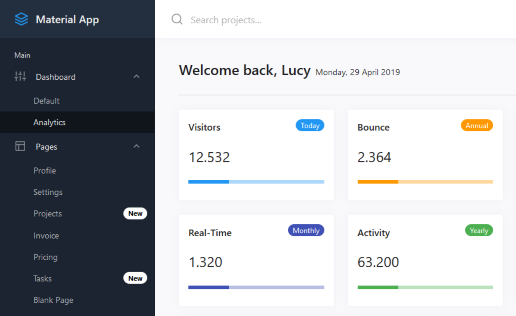 Material App
Search projects...
Main
Dashboard
Default
Analytics
Pages
Profile
Settings
Projects New
Invoice
Pricing
Tasks New
Blank Page
Welcome back, Lucy Monday, 29 April 2019
Visitors Today
12.532
Bounce Annual
2.364
Real-Time Monthly
1.320
Activity Yearly
63.200